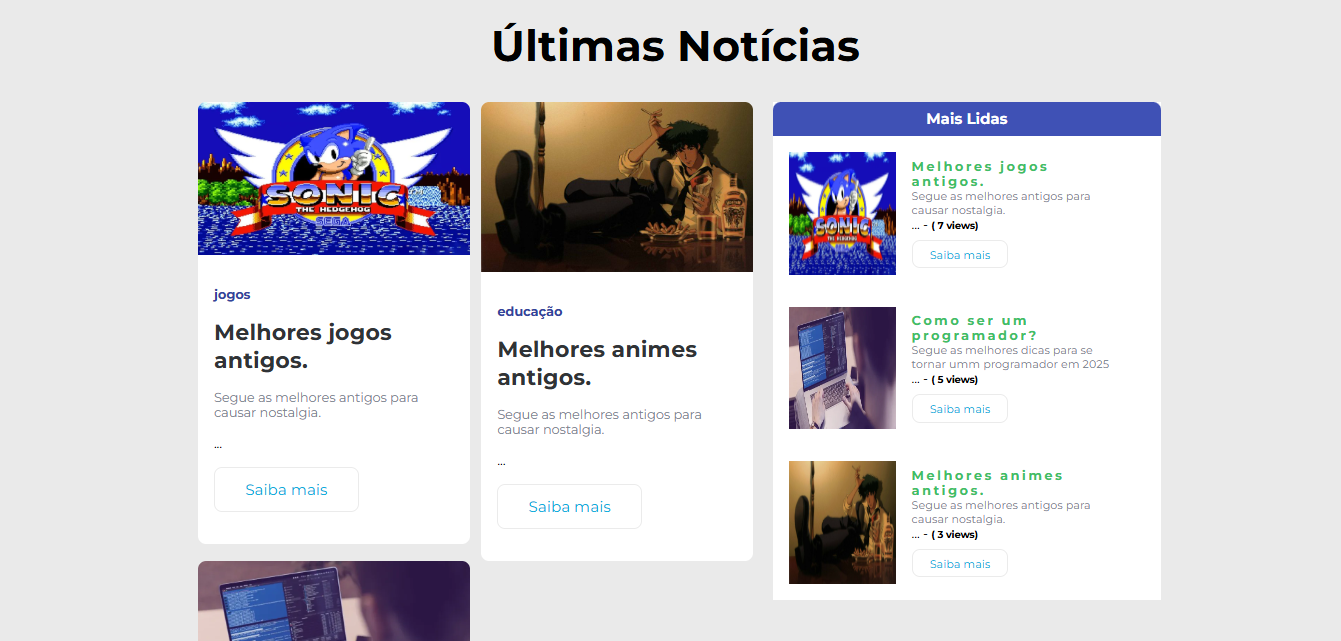 Últimas Notícias
SONIC
THE HEDGEHOG
SEGA
jogos
Melhores jogos
antigos.
Segue as melhores antigos para
causar nostalgia.
...
Saiba mais
educação
Melhores animes
antigos.
Segue as melhores antigos para
causar nostalgia.
...
Saiba mais
Mais Lidas
SONIC
THE HEDGEHOG
Melhores jogos
antigos.
Segue as melhores antigos para
causar nostalgia.
... - ( 7 views)
Saiba mais
Como ser um
programador?
Segue as melhores dicas para se
tornar umm programador em 2025
... - ( 5 views)
Saiba mais
Melhores animes
antigos.
Segue as melhores antigos para
causar nostalgia.
... - ( 3 views)
Saiba mais